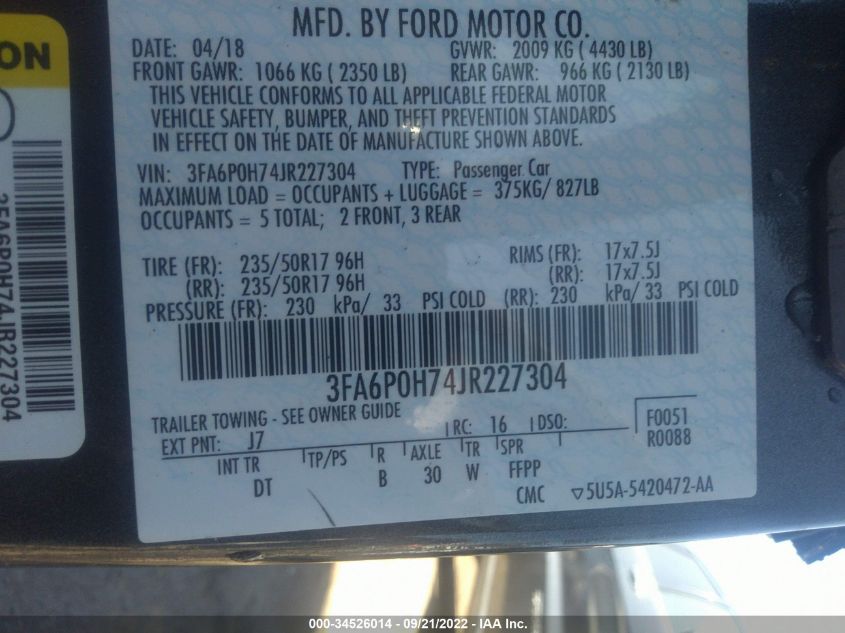 MFD. BY FORD MOTOR CO.
DATE: 04/18 GVWR: 2009 KG ( 4430 LB)
FRONT GAWR: 1066 KG ( 2350 LB) REAR GAWR: 966 KG ( 2130 LB)
THIS VEHICLE CONFORMS TO ALL APPLICABLE FEDERAL MOTOR
VEHICLE SAFETY, BUMPER, AND THEFT PREVENTION STANDARDS
IN EFFECT ON THE DATE OF MANUFACTURE SHOWN ABOVE.
VIN: 3FA6P0H74JR227304 TYPE: Passenger Car
MAXIMUM LOAD = OCCUPANTS + LUGGAGE = 375KG/ 827LB
OCCUPANTS = 5 TOTAL; 2 FRONT, 3 REAR
TIRE (FR): 235/50R17 96H RIMS (FR): 17x7.5J
(RR): 235/50R17 96H (RR): 17x7.5J
PRESSURE (FR): 230 kPa/ 33 PSI COLD (RR): 230 kPa/ 33 PSI COLD
3FA6P0H74JR227304
TRAILER TOWING - SEE OWNER GUIDE
EXT PNT: J7 RC: 16 DSO: F0051
R0088
INT TR TP/PS R AXLE TR SPR
DT B 30 W FFPP
CMC ▽5U5A-5420472-AA
ON
3FA6P0H74JR227304
000-34526014 - 09/21/2022 - IAA Inc.